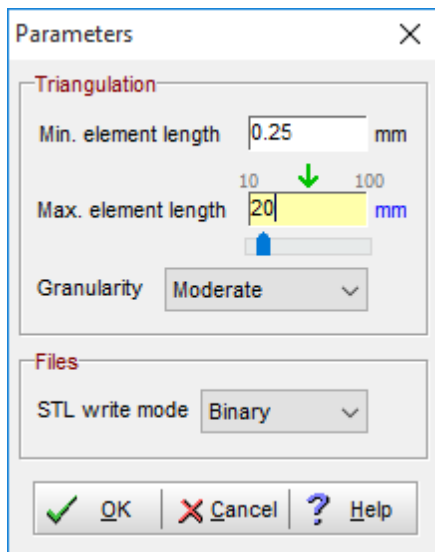 Parameters
Triangulation
Min. element length 0.25 mm
10 100
Max. element length 20 mm
Granularity Moderate
Files
STL write mode Binary
OK Cancel ? Help